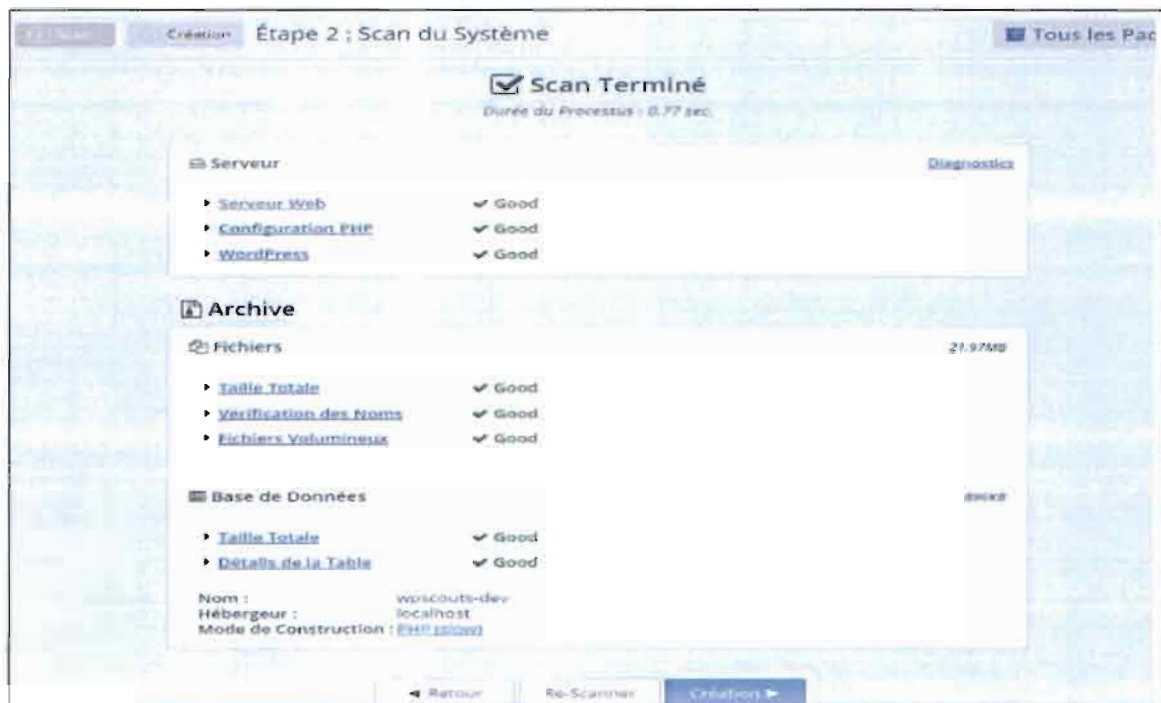 Création Étape 2 : Scan du Système Tous les Pac
Scan Terminé
Durée du Processus : 0.77 sec.
Serveur Diagnostics
Serveur Web Good
Configuration PHP Good
WordPress Good
Archive
Fichiers 21.97MB
Taille Totale Good
Vérification des Noms Good
Fichiers Volumineux Good
Base de Données
Taille Totale Good
Détails de la Table Good
Nom : wpscouts-dev
Hébergeur : localhost
Mode de Construction : PHP (slow)
Retour Re-Scanner Création